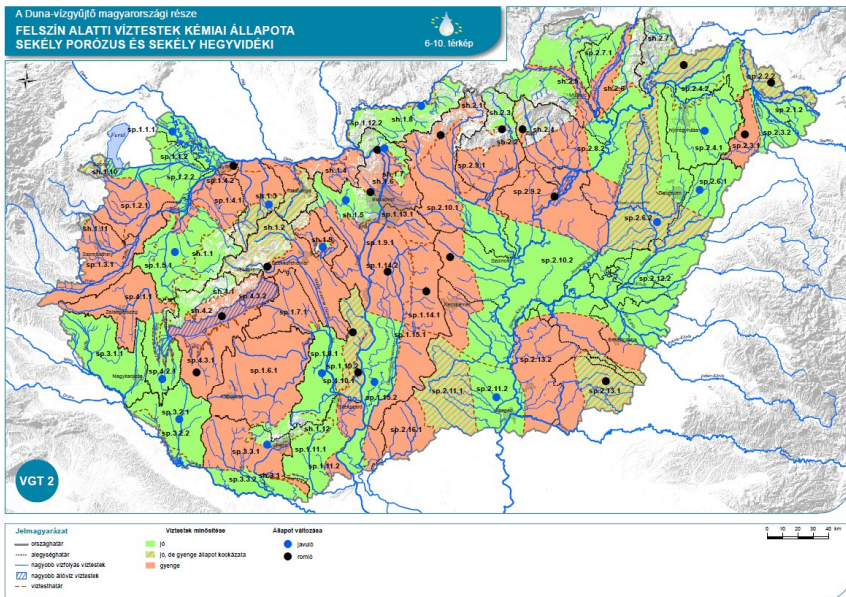 A Duna-vízgyűjtő magyarországi része
FELSZÍN ALATTI VÍZTESTEK KÉMIAI ÁLLAPOTA
SEKÉLY PORÓZUS ÉS SEKÉLY HEGYVIDÉKI
6-10. térkép
sh.2.7
sp.2.7.1
sp.2.2.2
sp.2.4.2
sh.2.6
sh.1.8
sh.2.1
sh.2.3
sp.2.1.2
sp.1.1.1
sp.1.12.2
sh.2.4
sp.2.3.2
sh.2.2
sp.2.4.1
sp.2.3.1
sp.1.1.2
sp.2.8.2
sh.1.10
sp.1.2.2
sp.1.4.2
sh.1.4
sh.1.7
sp.2.9.1
sh.1.6
sp.1.2.1
sp.1.4.1
sh.1.3
sp.2.9.2
sp.2.6.1
sh.1.5
sp.1.13.1
sp.2.10.1
sh.1.11
sh.1.2
sp.2.6.2
sp.1.3.1
sp.1.5.1
sh.1.1
sh.1.9
sp.1.9.1
sp.2.10.2
sp.1.14.2
sp.2.12.2
sh.4.1
sp.4.1.1
sh.4.2
sp.4.3.2
sp.1.7.1
sp.1.14.1
sp.1.15.1
sp.3.1.1
sp.4.3.1
sp.1.8.1
sp.1.10.2
sp.2.13.2
sp.4.2.1
sp.1.6.1
sp.1.10.1
sp.2.13.1
sp.1.15.2
sp.2.11.1
sp.2.11.2
sp.3.2.1
sh.1.12
sp.2.16.1
sp.3.2.2
sp.3.3.1
sp.1.11.1
sh.3.1
sp.1.11.2
sp.3.3.2
VGT 2
Jelmagyarázat
országhatár
alegységhatár
nagyobb vízfolyás víztestek
nagyobb állóvíz víztestek
víztesthatár
Víztestek minősítése
jó
jó, de gyenge állapot kockázata
gyenge
Állapot változása
javuló
romló
0 10 20 30 40 km